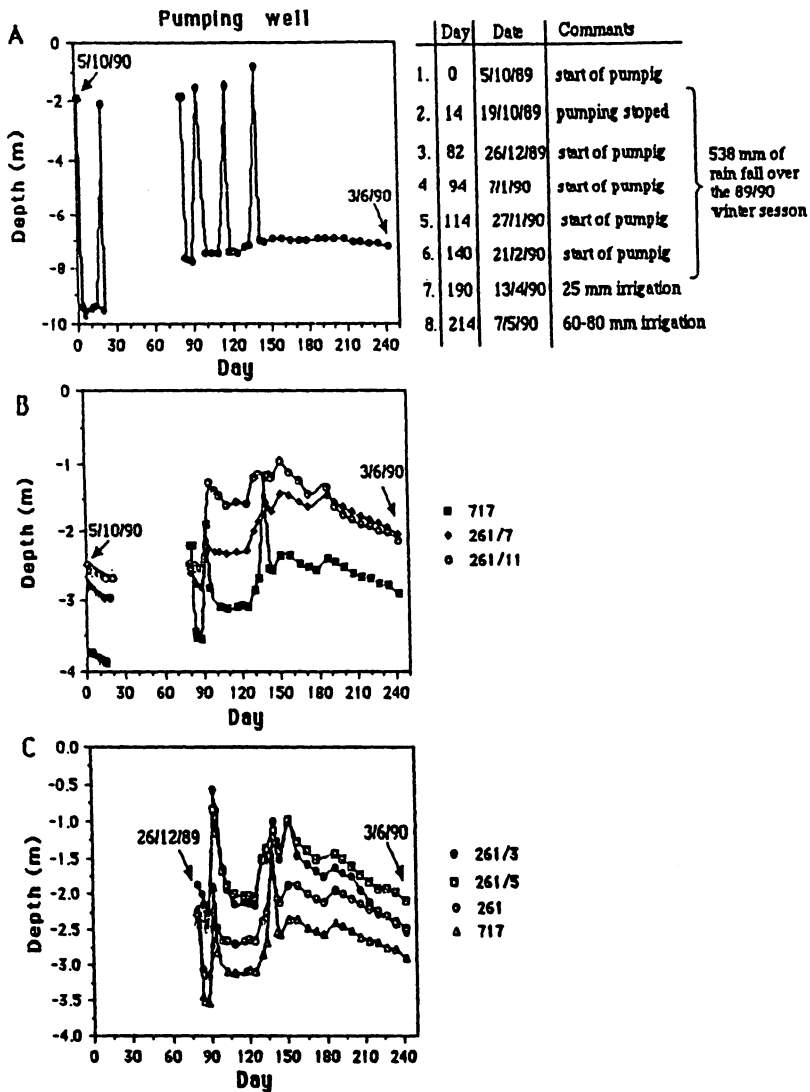 Pumping well
A
0
-2
-4
-6
-8
-10
Depth (m)
5/10/90
3/6/90
0 30 60 90 120 150 180 210 240
Day
Day Date Comments
1. 0 5/10/89 start of pumpig
2. 14 19/10/89 pumping stoped
3. 82 26/12/89 start of pumpig
4 94 7/1/90 start of pumpig
5. 114 27/1/90 start of pumpig
6. 140 21/2/90 start of pumpig
7. 190 13/4/90 25 mm irrigation
8. 214 7/5/90 60-80 mm irrigation
538 mm of
rain fall over
the 89/90
winter sesson
B
0
-1
-2
-3
-4
Depth (m)
5/10/90
3/6/90
0 30 60 90 120 150 180 210 240
Day
717
261/7
261/11
C
0.0
-0.5
-1.0
-1.5
-2.0
-2.5
-3.0
-3.5
-4.0
Depth (m)
26/12/89
3/6/90
0 30 60 90 120 150 180 210 240
Day
261/3
261/5
261
717